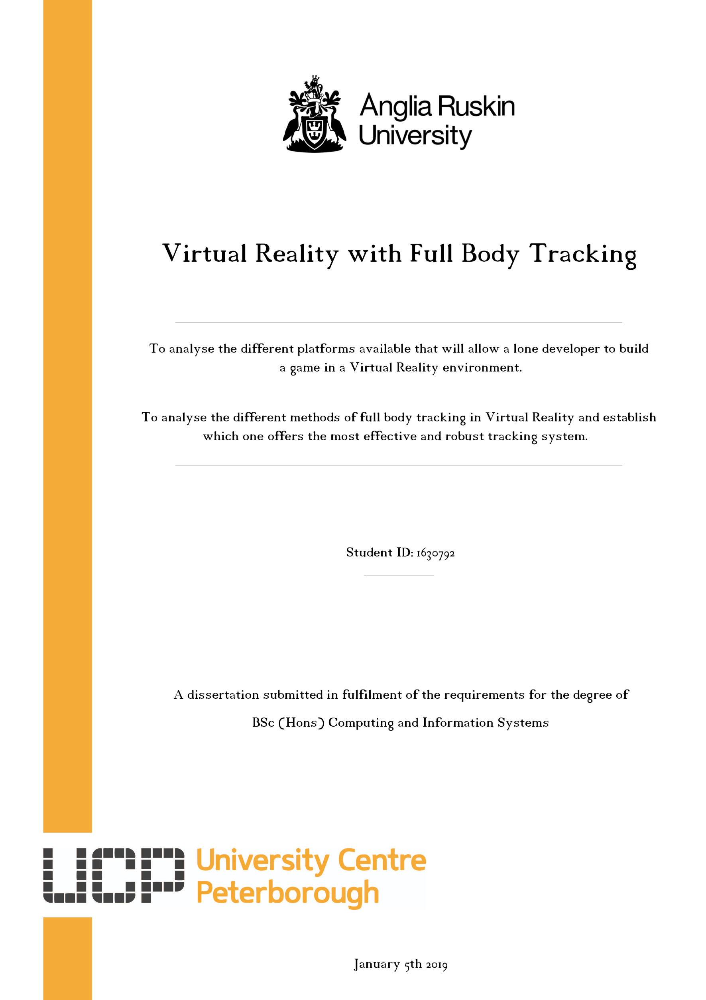 Anglia Ruskin
University
Virtual Reality with Full Body Tracking
To analyse the different platforms available that will allow a lone developer to build
a game in a Virtual Reality environment.
To analyse the different methods of full body tracking in Virtual Reality and establish
which one offers the most effective and robust tracking system.
Student ID: 1630792
A dissertation submitted in fulfilment of the requirements for the degree of
BSc (Hons) Computing and Information Systems
UCP University Centre
Peterborough
January 5th 2019